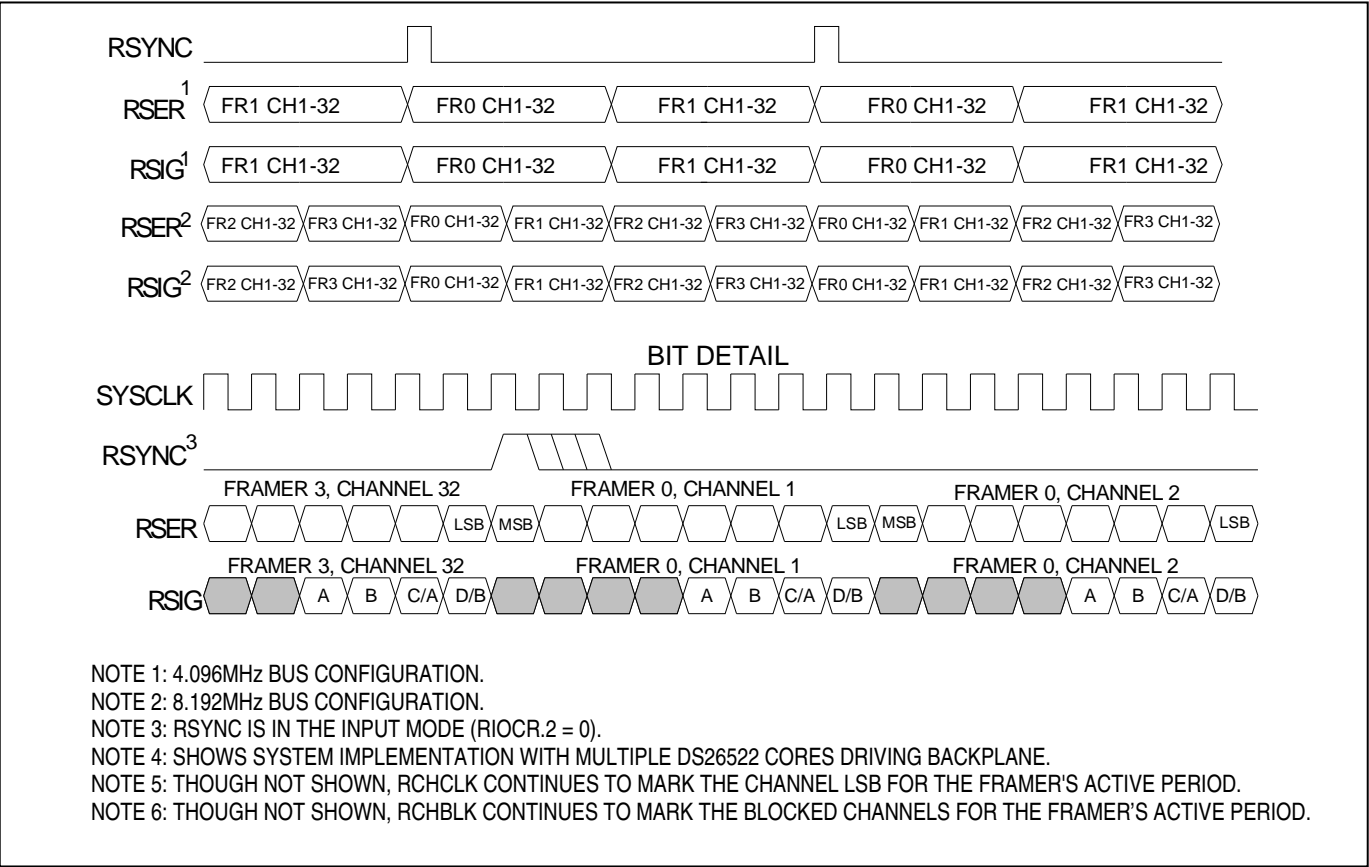 RSYNC
RSER¹ FR1 CH1-32 FR0 CH1-32 FR1 CH1-32 FR0 CH1-32 FR1 CH1-32
RSIG¹ FR1 CH1-32 FR0 CH1-32 FR1 CH1-32 FR0 CH1-32 FR1 CH1-32
RSER² FR2 CH1-32 FR3 CH1-32 FR0 CH1-32 FR1 CH1-32 FR2 CH1-32 FR3 CH1-32 FR0 CH1-32 FR1 CH1-32 FR2 CH1-32 FR3 CH1-32
RSIG² FR2 CH1-32 FR3 CH1-32 FR0 CH1-32 FR1 CH1-32 FR2 CH1-32 FR3 CH1-32 FR0 CH1-32 FR1 CH1-32 FR2 CH1-32 FR3 CH1-32
BIT DETAIL
SYSCLK
RSYNC³
FRAMER 3, CHANNEL 32 FRAMER 0, CHANNEL 1 FRAMER 0, CHANNEL 2
RSER LSB MSB LSB MSB LSB
FRAMER 3, CHANNEL 32 FRAMER 0, CHANNEL 1 FRAMER 0, CHANNEL 2
RSIG A B C/A D/B A B C/A D/B A B C/A D/B
NOTE 1: 4.096MHz BUS CONFIGURATION.
NOTE 2: 8.192MHz BUS CONFIGURATION.
NOTE 3: RSYNC IS IN THE INPUT MODE (RIOCR.2 = 0).
NOTE 4: SHOWS SYSTEM IMPLEMENTATION WITH MULTIPLE DS26522 CORES DRIVING BACKPLANE.
NOTE 5: THOUGH NOT SHOWN, RCHCLK CONTINUES TO MARK THE CHANNEL LSB FOR THE FRAMER'S ACTIVE PERIOD.
NOTE 6: THOUGH NOT SHOWN, RCHBLK CONTINUES TO MARK THE BLOCKED CHANNELS FOR THE FRAMER’S ACTIVE PERIOD.